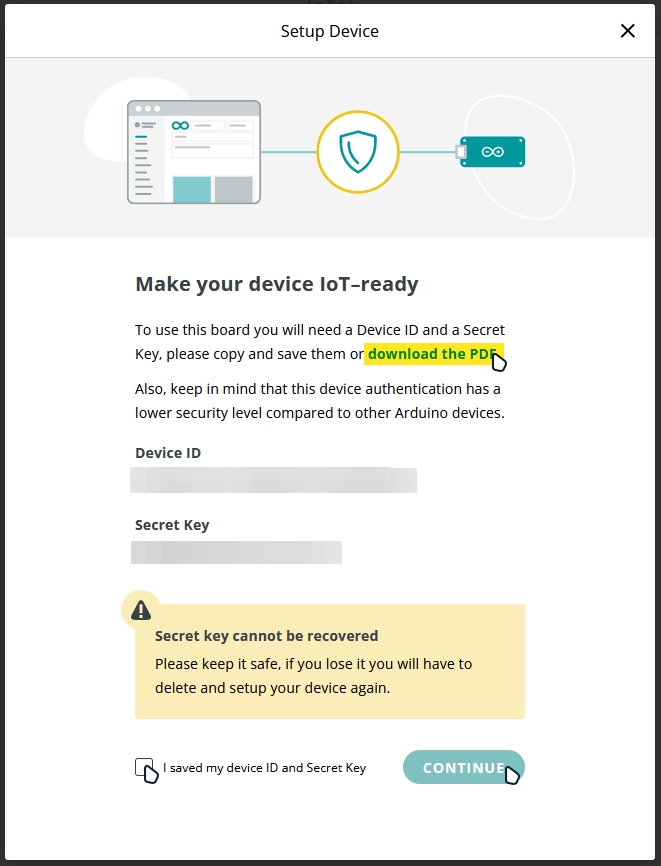 Setup Device
Make your device IoT–ready
To use this board you will need a Device ID and a Secret
Key, please copy and save them or download the PDF
Also, keep in mind that this device authentication has a
lower security level compared to other Arduino devices.
Device ID
Secret Key
Secret key cannot be recovered
Please keep it safe, if you lose it you will have to
delete and setup your device again.
I saved my device ID and Secret Key
CONTINUE